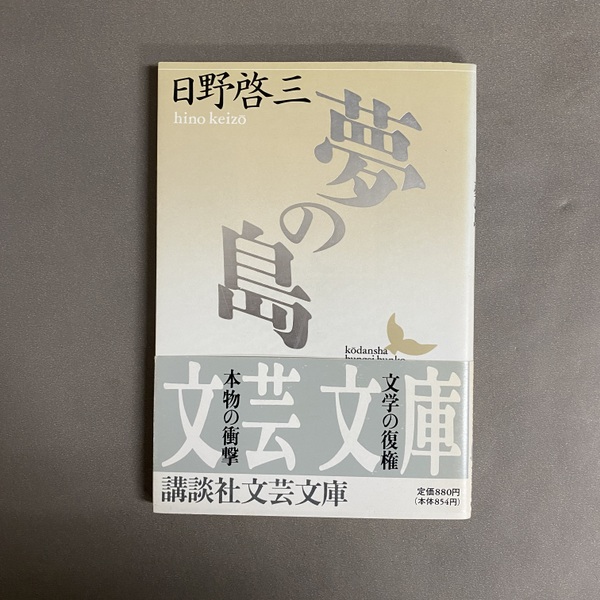 日野啓三
hino keizō
夢の島
kōdansha
文芸文庫
文学の復権
本物の衝撃
講談社文芸文庫
定価880円
(本体854円)